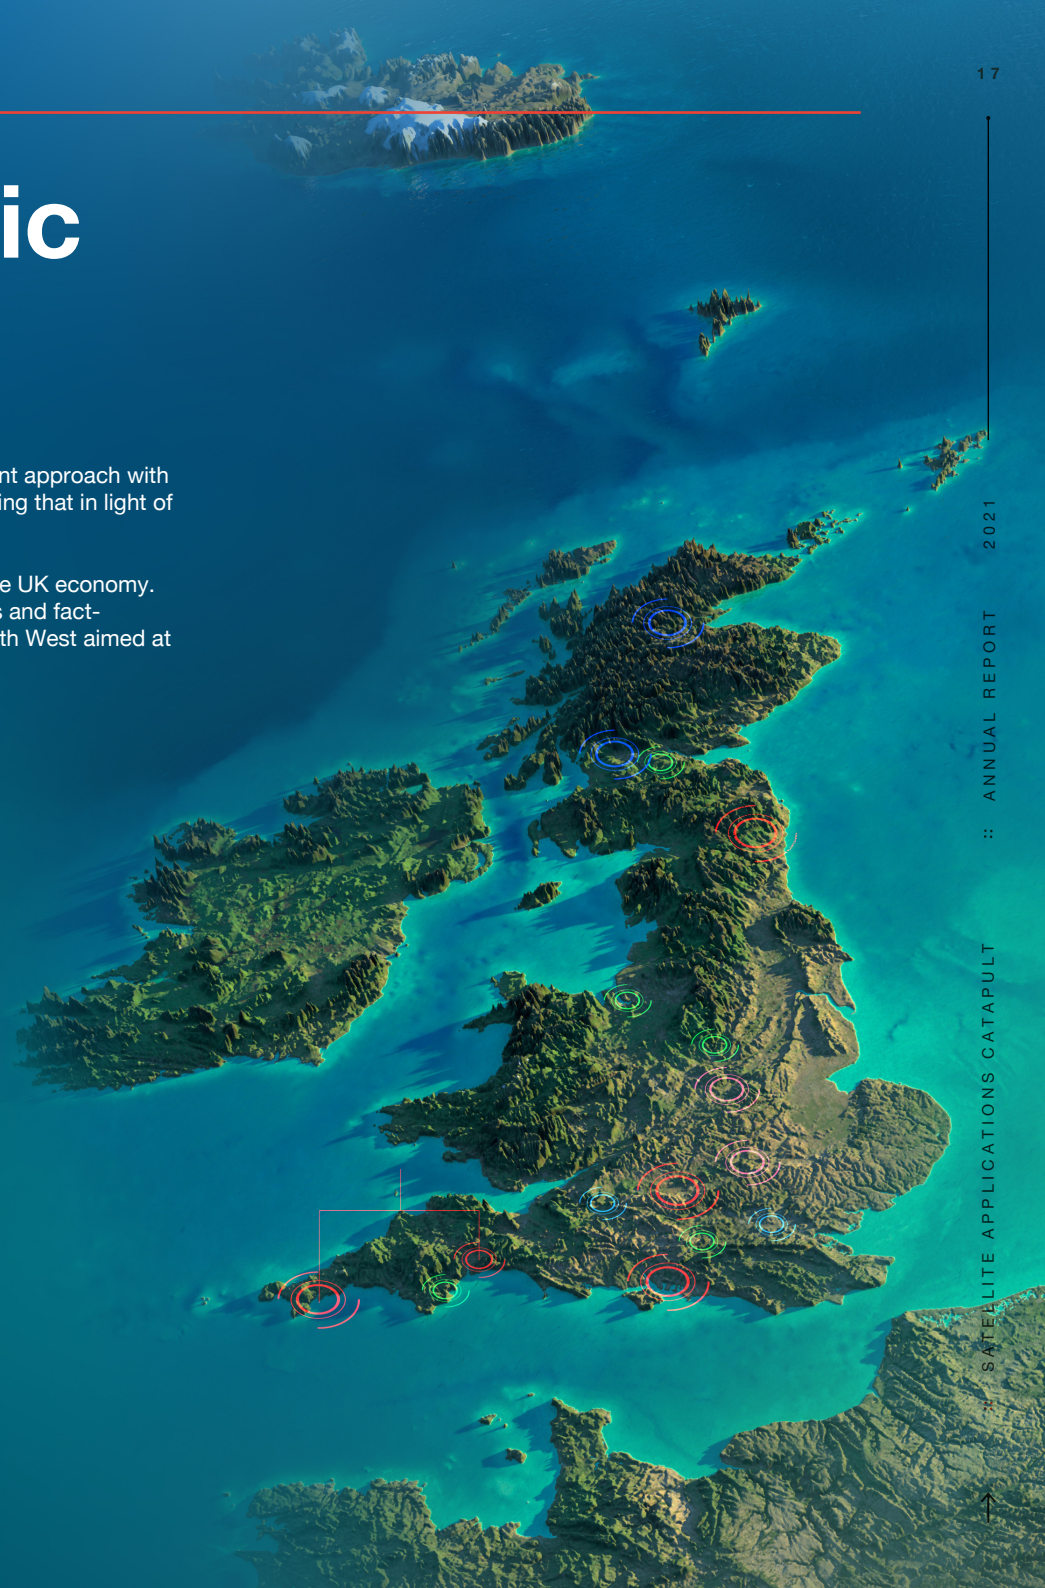 17
ic
nt approach with
ing that in light of
e UK economy.
s and fact-
th West aimed at
:: SATELLITE APPLICATIONS CATAPULT :: ANNUAL REPORT 2021